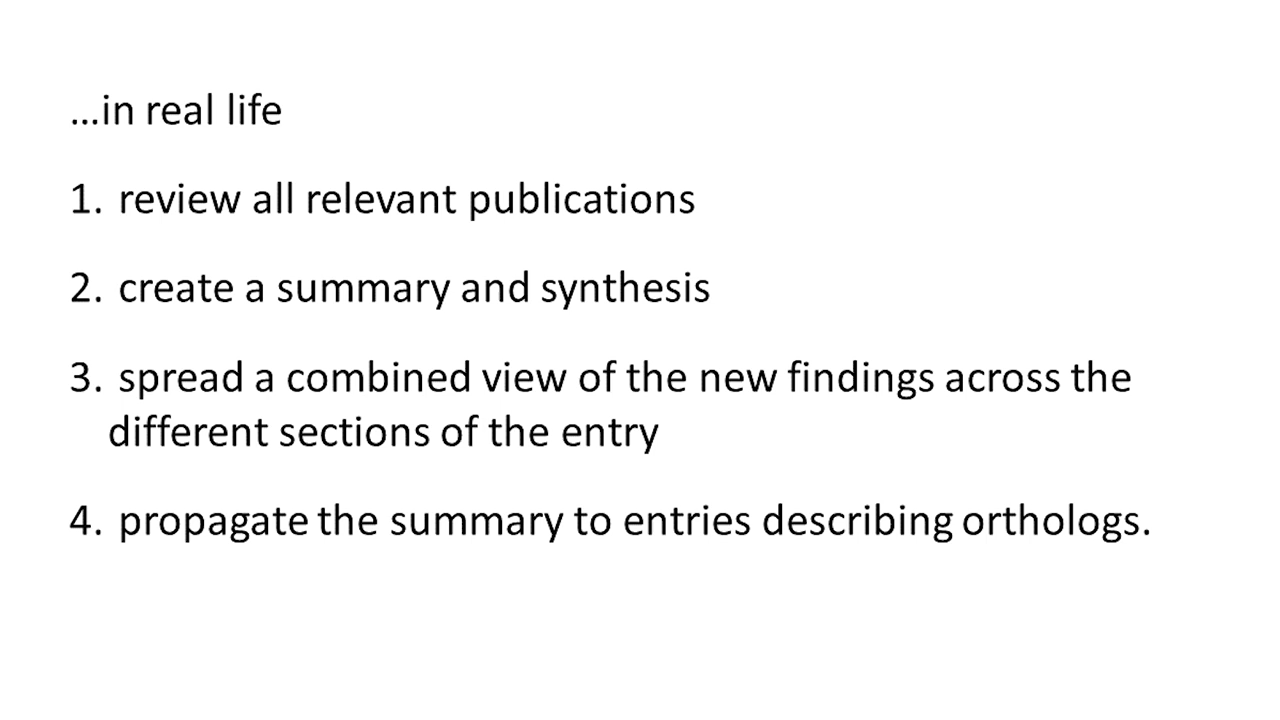 ...in real life
1. review all relevant publications
2. create a summary and synthesis
3. spread a combined view of the new findings across the
different sections of the entry
4. propagate the summary to entries describing orthologs.